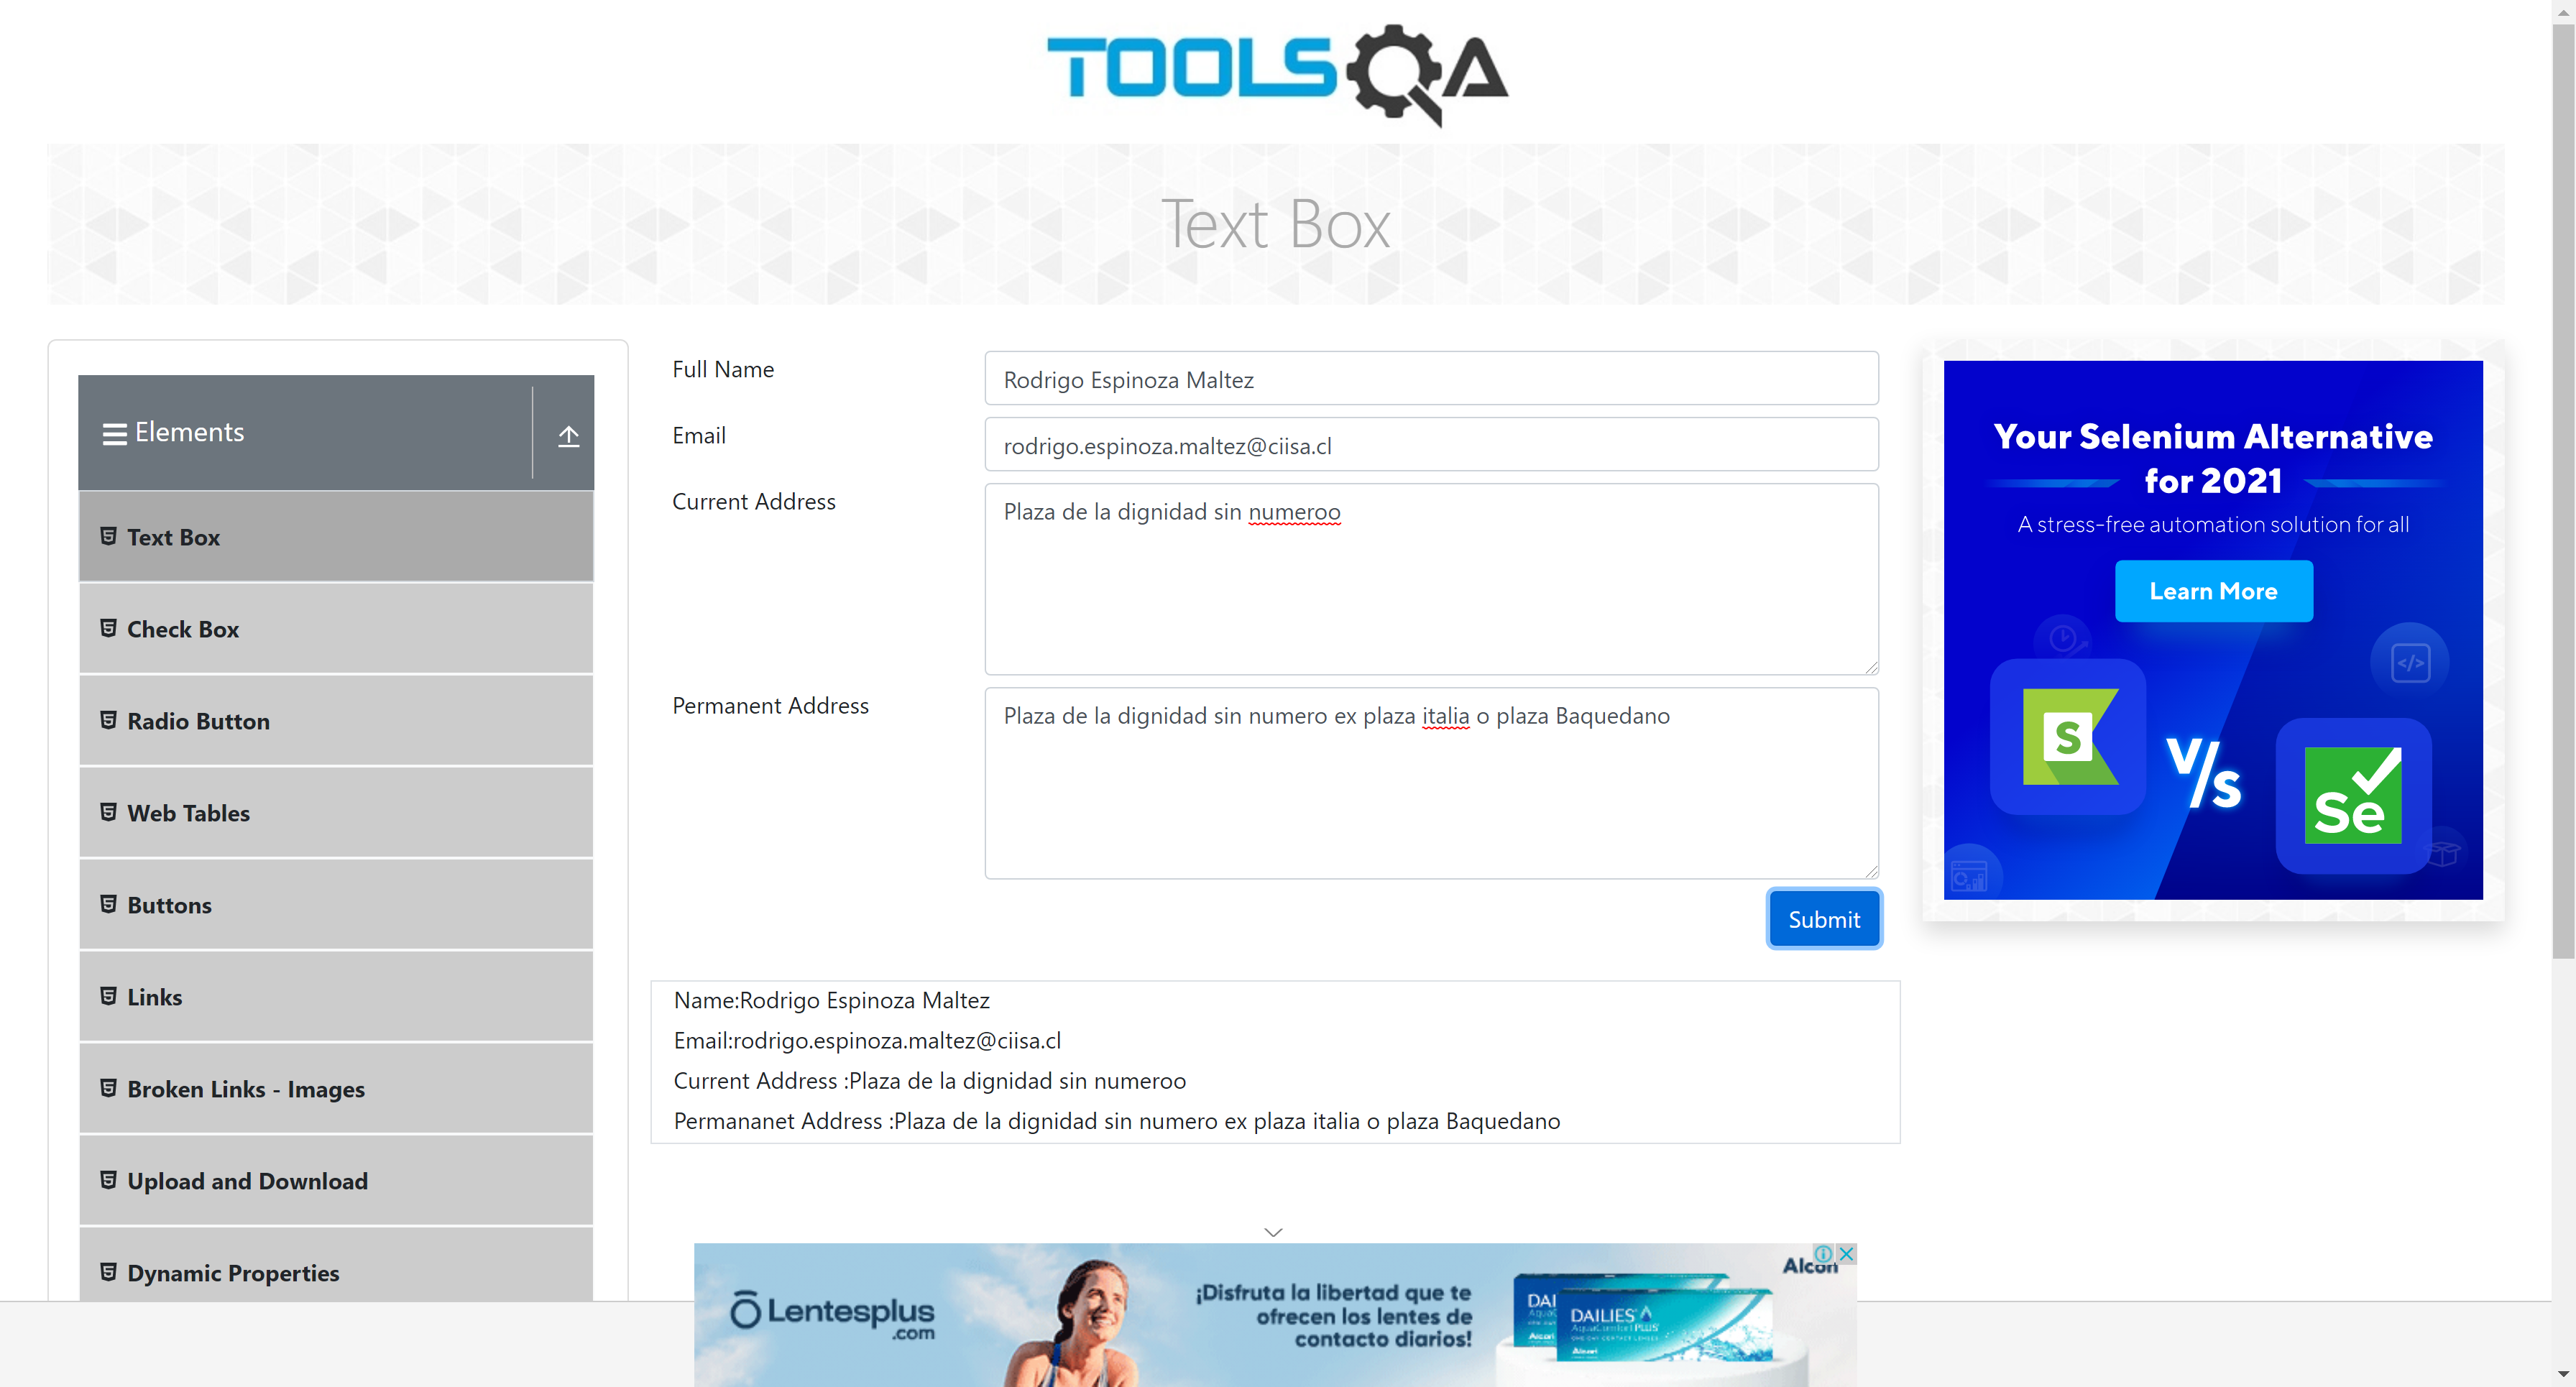 TOOLSQA
Text Box
Elements
Text Box
Check Box
Radio Button
Web Tables
Buttons
Links
Broken Links - Images
Upload and Download
Dynamic Properties
Full Name
Rodrigo Espinoza Maltez
Email
rodrigo.espinoza.maltez@ciisa.cl
Current Address
Plaza de la dignidad sin numeroo
Permanent Address
Plaza de la dignidad sin numero ex plaza italia o plaza Baquedano
Submit
Name:Rodrigo Espinoza Maltez
Email:rodrigo.espinoza.maltez@ciisa.cl
Current Address :Plaza de la dignidad sin numeroo
Permananet Address :Plaza de la dignidad sin numero ex plaza italia o plaza Baquedano
Your Selenium Alternative
for 2021
A stress-free automation solution for all
Learn More
</>
S
V/s
Se
Lentesplus
.com
¡Disfruta la libertad que te
ofrecen los lentes de
contacto diarios!
Alcon
DAI
Alcon
DAILIES
AquaComfort PLUS
Alcon